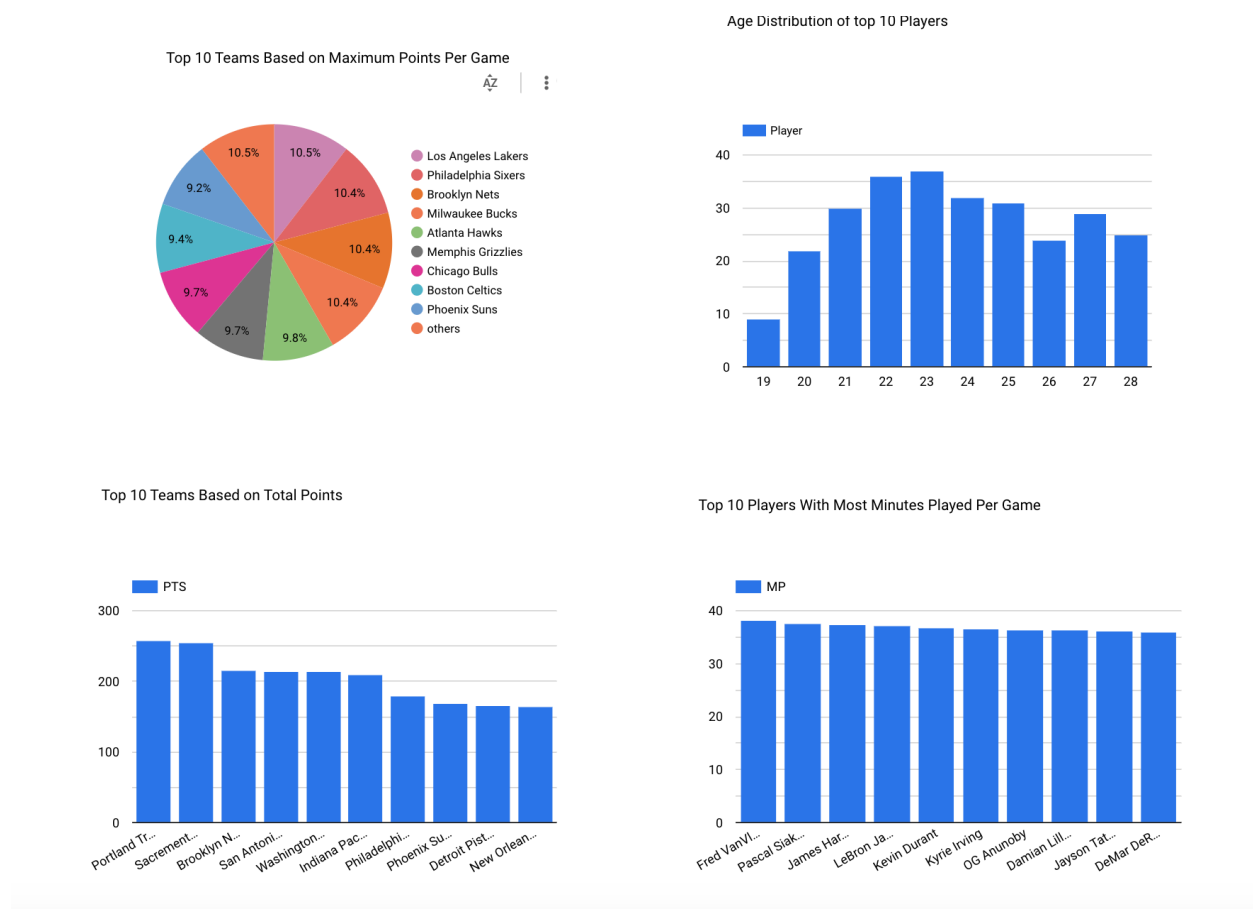 Top 10 Teams Based on Maximum Points Per Game
AZ
10.5%
10.4%
10.4%
10.4%
9.8%
9.7%
9.7%
9.4%
9.2%
10.5%
Los Angeles Lakers
Philadelphia Sixers
Brooklyn Nets
Milwaukee Bucks
Atlanta Hawks
Memphis Grizzlies
Chicago Bulls
Boston Celtics
Phoenix Suns
others
Age Distribution of top 10 Players
Player
40
30
20
10
0
19 20 21 22 23 24 25 26 27 28
Top 10 Teams Based on Total Points
PTS
300
200
100
0
Portland Tr...
Sacrement...
Brooklyn N...
San Antoni...
Washington...
Indiana Pac...
Philadelphi...
Phoenix Su...
Detroit Pist...
New Orlean...
Top 10 Players With Most Minutes Played Per Game
MP
40
30
20
10
0
Fred VanVl...
Pascal Siak...
James Har...
LeBron Ja...
Kevin Durant
Kyrie Irving
OG Anunoby
Damian Lill...
Jayson Tat...
DeMar DeR...